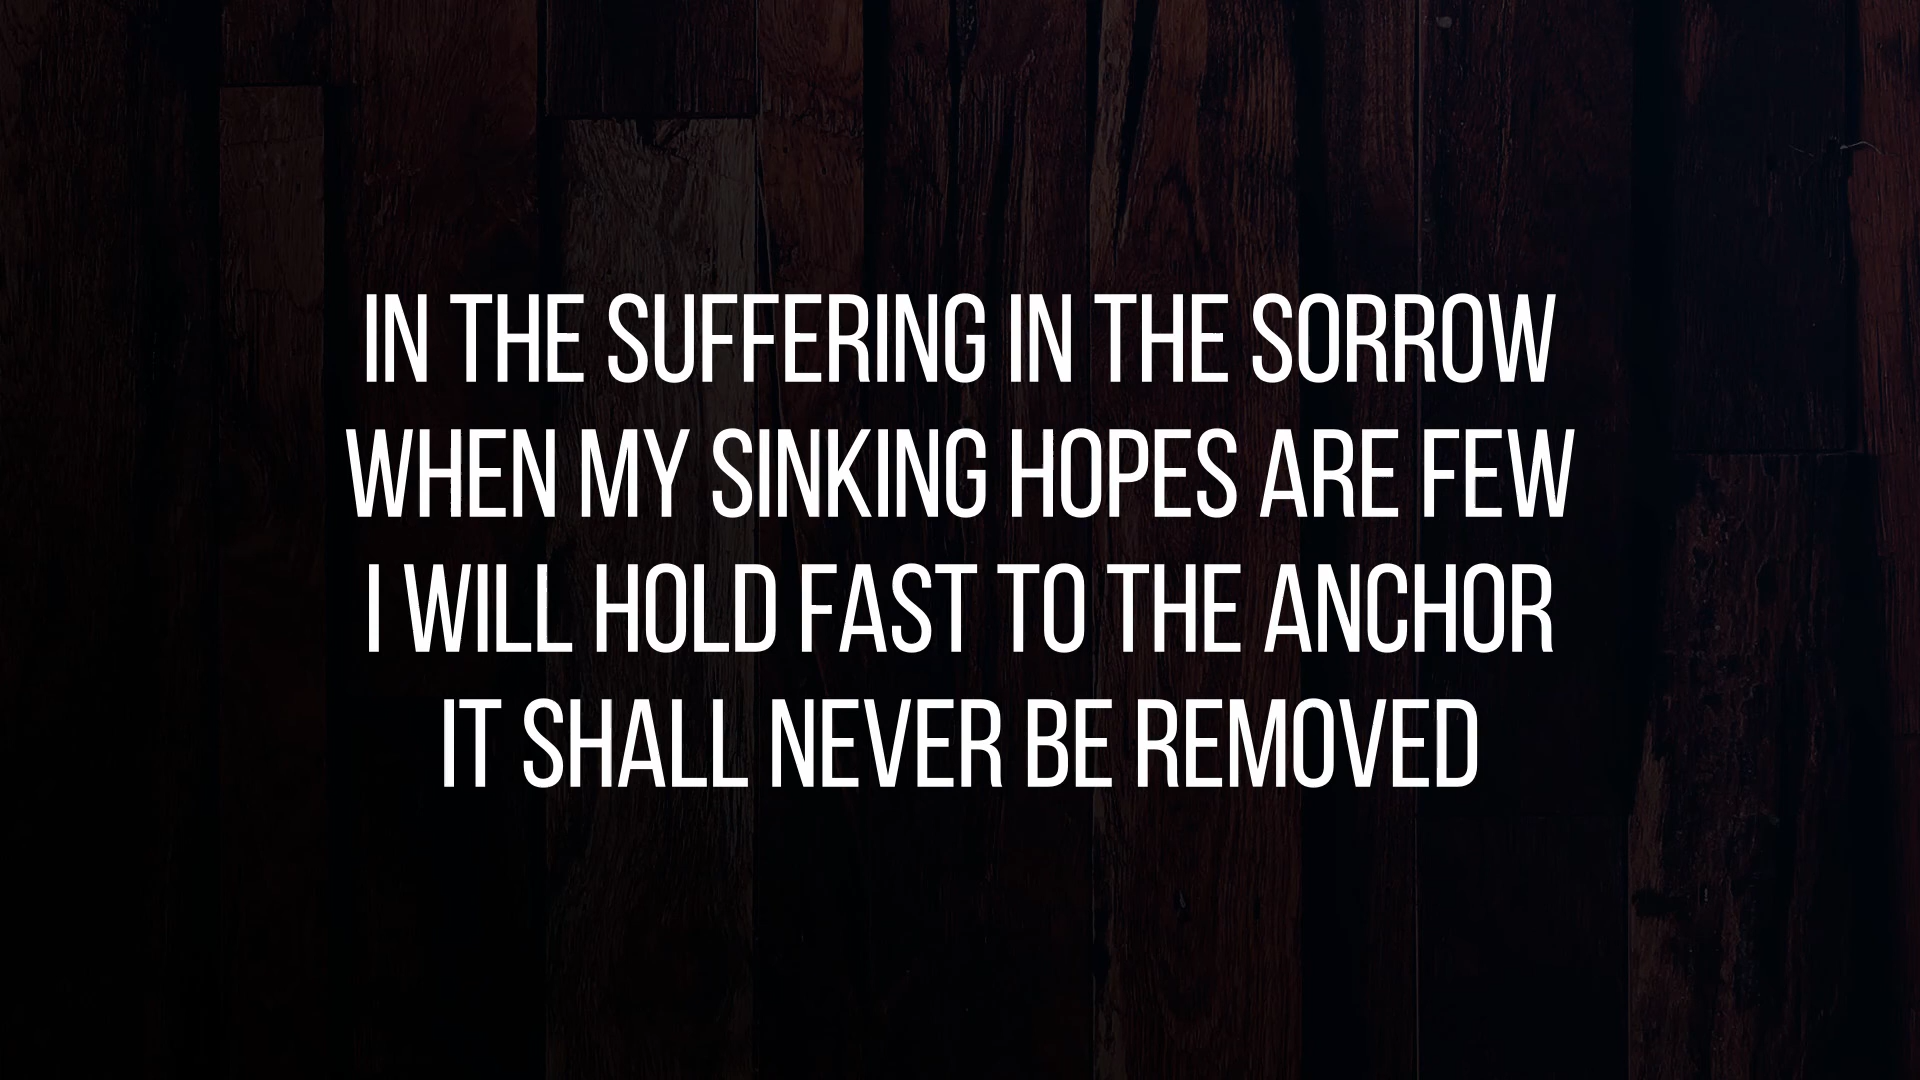 IN THE SUFFERING IN THE SORROW
WHEN MY SINKING HOPES ARE FEW
I WILL HOLD FAST TO THE ANCHOR
IT SHALL NEVER BE REMOVED